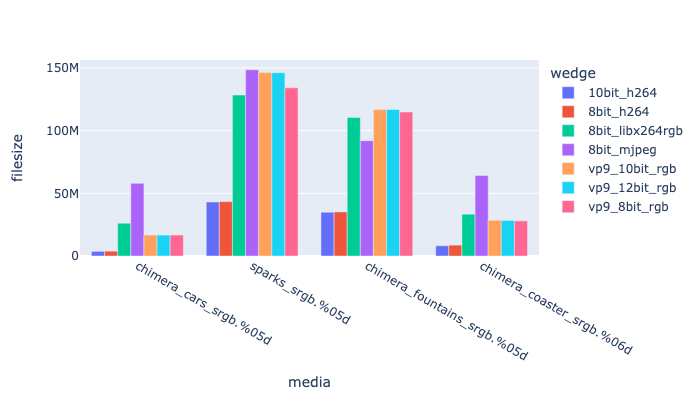 150M
100M
50M
0
filesize
chimera_cars_srgb.%05d
sparks_srgb.%05d
chimera_fountains_srgb.%05d
chimera_coaster_srgb.%06d
media
wedge
10bit_h264
8bit_h264
8bit_libx264rgb
8bit_mjpeg
vp9_10bit_rgb
vp9_12bit_rgb
vp9_8bit_rgb